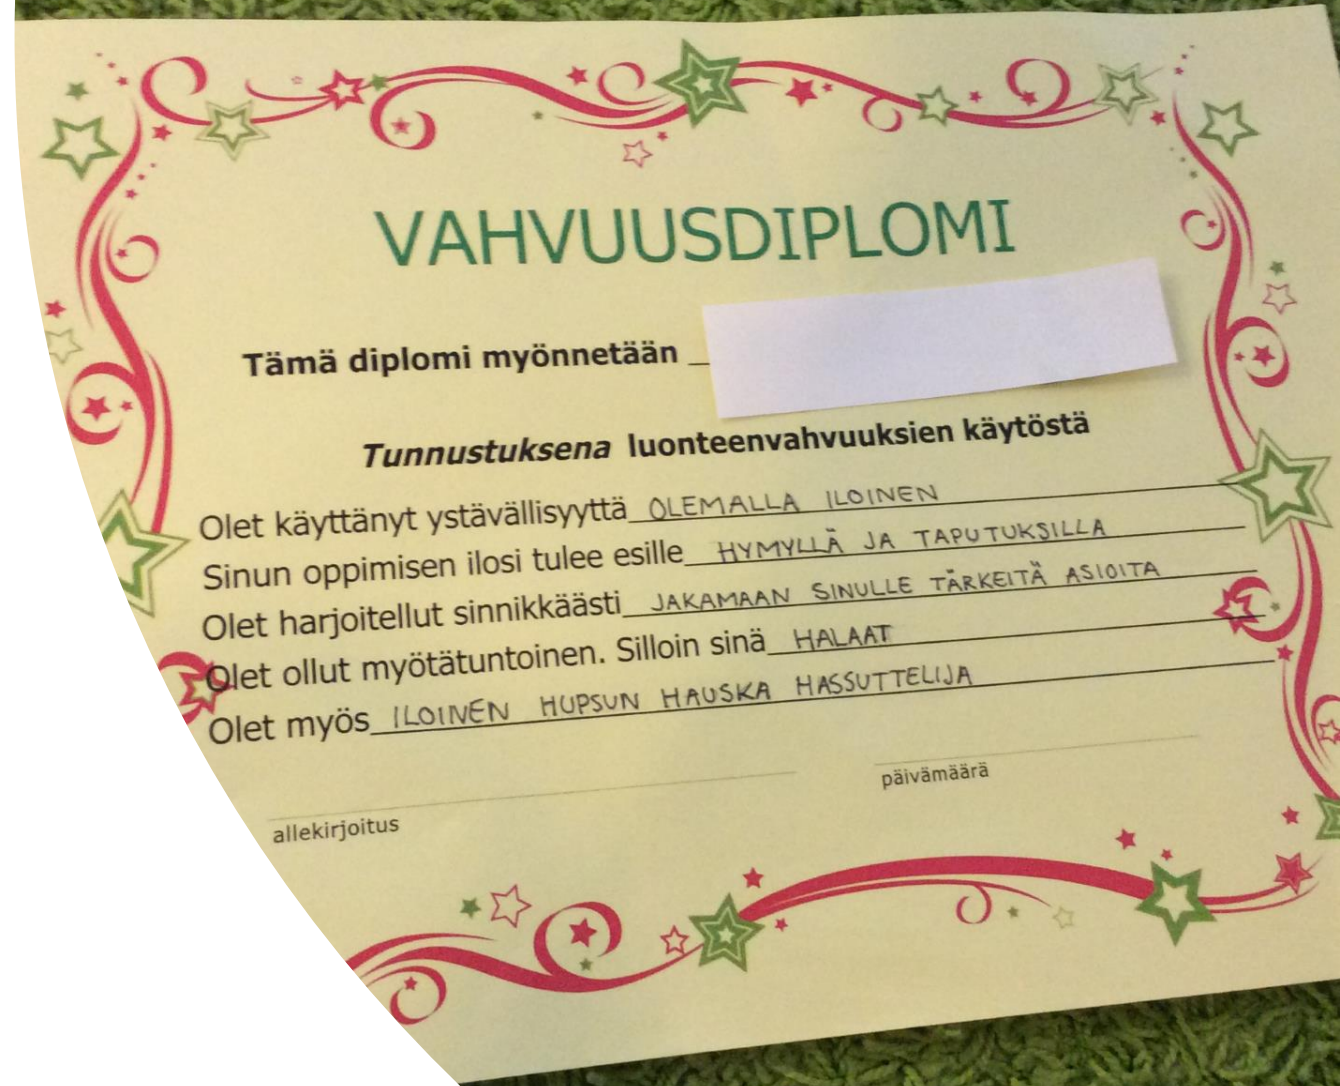 VAHVUUSDIPLOMI
Tämä diplomi myönnetään
Tunnustuksena luonteenvahvuuksien käytöstä
Olet käyttänyt ystävällisyyttä OLEMALLA ILOINEN
Sinun oppimisen ilosi tulee esille HYMYLLÄ JA TAPUTUKSILLA
Olet harjoitellut sinnikkäästi JAKAMAAN SINULLE TÄRKEITÄ ASIOITA
Olet ollut myötätuntoinen. Silloin sinä HALAAT
Olet myös ILOINEN HUPSUN HAUSKA HASSUTTELIJA
päivämäärä
allekirjoitus